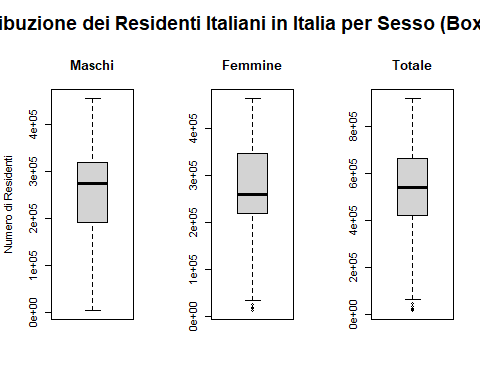 ibuzione dei Residenti Italiani in Italia per Sesso (Box
Maschi
Femmine
Totale
Numero di Residenti
0e+00 1e+05 2e+05 3e+05 4e+05
0e+00 1e+05 2e+05 3e+05 4e+05
0e+00 2e+05 4e+05 6e+05 8e+05